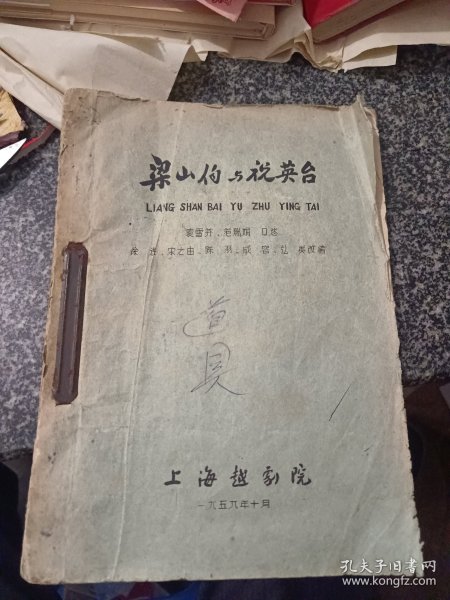 梁山伯与祝英台
LIANG SHAN BAI YU ZHU YING TAI
袁雪芬、范瑞娟 口述
徐进、宋之由、陈羽、成容、弘英改编
道具
上海越剧院
一九五九年十月
孔夫子旧书网
www.kongfz.com